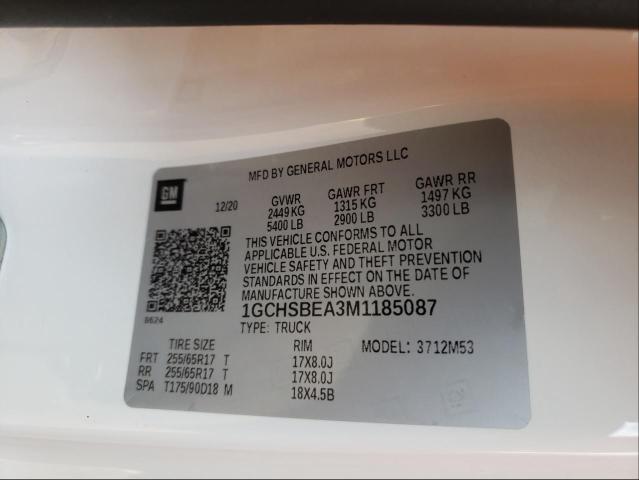 MFD BY GENERAL MOTORS LLC
GM
12/20 GVWR GAWR FRT GAWR RR
2449 KG 1315 KG 1497 KG
5400 LB 2900 LB 3300 LB
THIS VEHICLE CONFORMS TO ALL
APPLICABLE U.S. FEDERAL MOTOR
VEHICLE SAFETY AND THEFT PREVENTION
STANDARDS IN EFFECT ON THE DATE OF
MANUFACTURE SHOWN ABOVE.
8624 1GCHSBEA3M1185087
TYPE: TRUCK
TIRE SIZE RIM MODEL: 3712M53
FRT 255/65R17 T 17X8.0J
RR 255/65R17 T 17X8.0J
SPA T175/90D18 M 18X4.5B